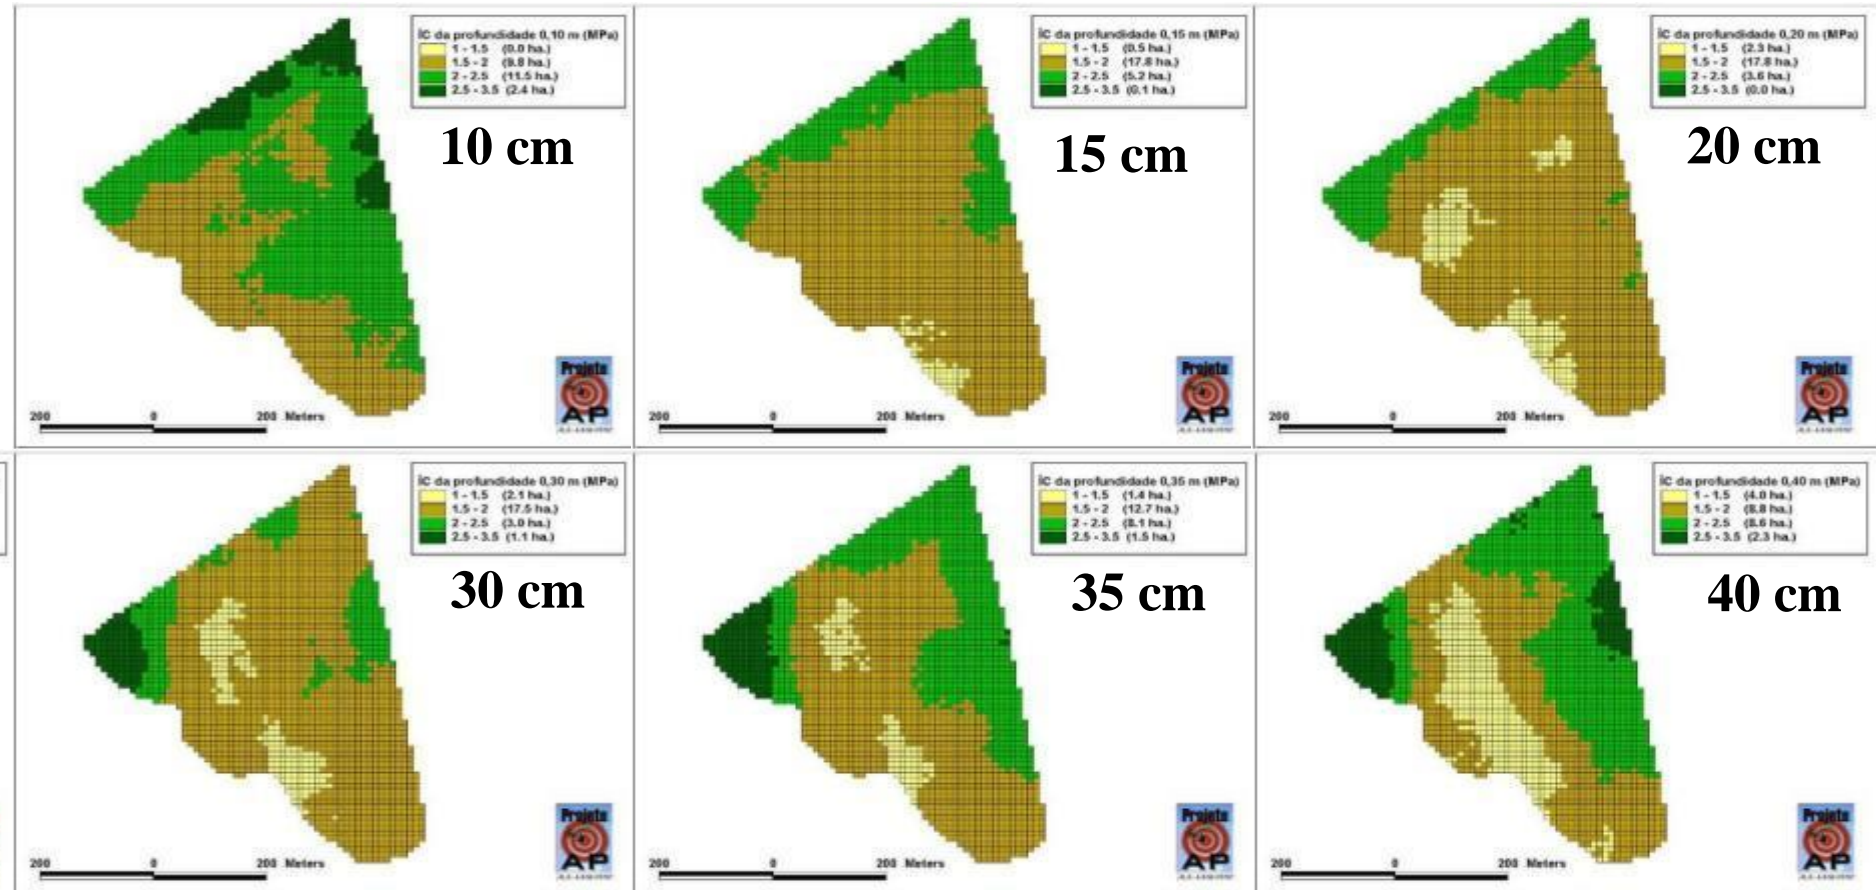 İC da profundidade 0,10 m (MPa)
1 - 1.5 (0.0 ha.)
1.5 - 2 (9.8 ha.)
2 - 2.5 (11.5 ha.)
2.5 - 3.5 (2.4 ha.)
10 cm
Projeto
AP
200 0 200 Meters
İC da profundidade 0,15 m (MPa)
1 - 1.5 (0.5 ha.)
1.5 - 2 (17.8 ha.)
2 - 2.5 (5.2 ha.)
2.5 - 3.5 (0.1 ha.)
15 cm
Projeto
AP
200 0 200 Meters
İC da profundidade 0,20 m (MPa)
1 - 1.5 (2.3 ha.)
1.5 - 2 (17.8 ha.)
2 - 2.5 (3.6 ha.)
2.5 - 3.5 (0.0 ha.)
20 cm
Projeto
AP
200 0 200 Meters
İC da profundidade 0,30 m (MPa)
1 - 1.5 (2.1 ha.)
1.5 - 2 (17.5 ha.)
2 - 2.5 (3.0 ha.)
2.5 - 3.5 (1.1 ha.)
30 cm
Projeto
AP
200 0 200 Meters
İC da profundidade 0,35 m (MPa)
1 - 1.5 (1.4 ha.)
1.5 - 2 (12.7 ha.)
2 - 2.5 (8.1 ha.)
2.5 - 3.5 (1.5 ha.)
35 cm
Projeto
AP
200 0 200 Meters
İC da profundidade 0,40 m (MPa)
1 - 1.5 (4.0 ha.)
1.5 - 2 (8.8 ha.)
2 - 2.5 (8.6 ha.)
2.5 - 3.5 (2.3 ha.)
40 cm
Projeto
AP
200 0 200 Meters